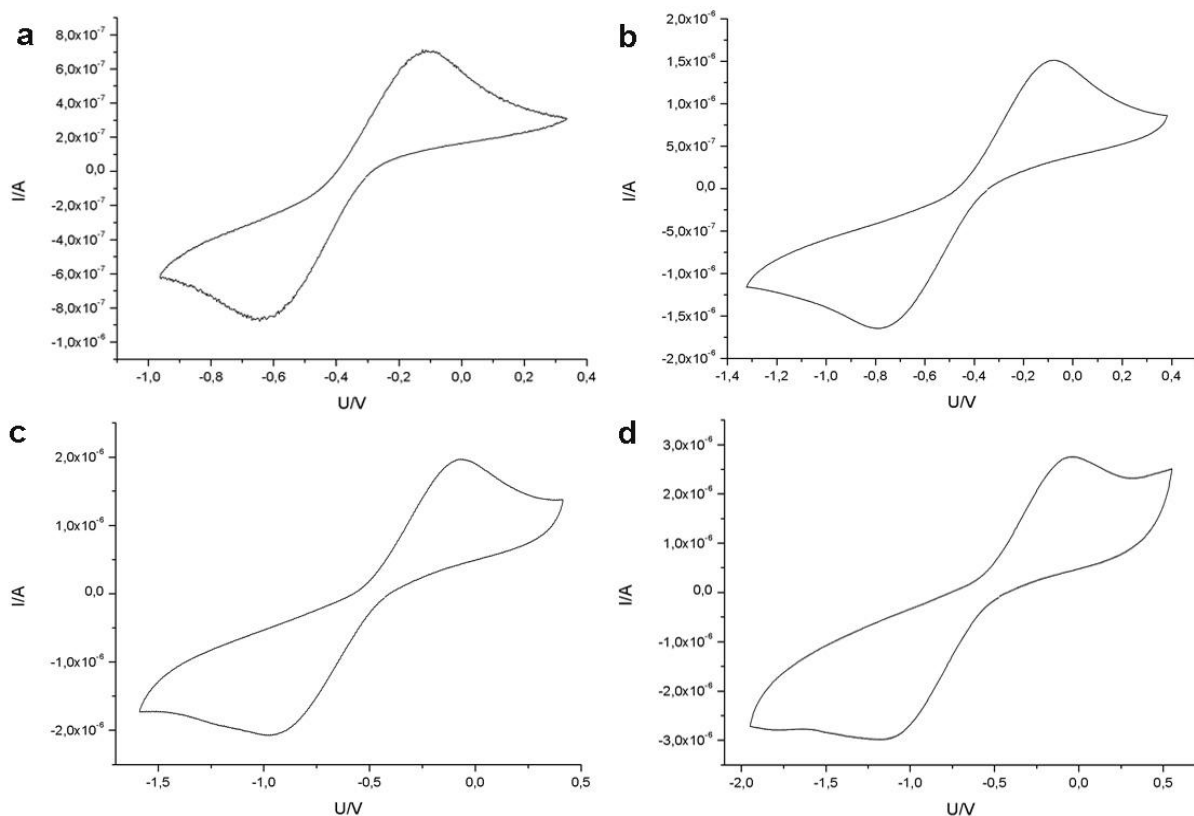 a
8,0x10⁻⁷
6,0x10⁻⁷
4,0x10⁻⁷
2,0x10⁻⁷
0,0
-2,0x10⁻⁷
-4,0x10⁻⁷
-6,0x10⁻⁷
-8,0x10⁻⁷
-1,0x10⁻⁶
I/A
-1,0 -0,8 -0,6 -0,4 -0,2 0,0 0,2 0,4
U/V
b
2,0x10⁻⁶
1,5x10⁻⁶
1,0x10⁻⁶
5,0x10⁻⁷
0,0
-5,0x10⁻⁷
-1,0x10⁻⁶
-1,5x10⁻⁶
-2,0x10⁻⁶
I/A
-1,4 -1,2 -1,0 -0,8 -0,6 -0,4 -0,2 0,0 0,2 0,4
U/V
c
2,0x10⁻⁶
1,0x10⁻⁶
0,0
-1,0x10⁻⁶
-2,0x10⁻⁶
I/A
-1,5 -1,0 -0,5 0,0 0,5
U/V
d
3,0x10⁻⁶
2,0x10⁻⁶
1,0x10⁻⁶
0,0
-1,0x10⁻⁶
-2,0x10⁻⁶
-3,0x10⁻⁶
I/A
-2,0 -1,5 -1,0 -0,5 0,0 0,5
U/V